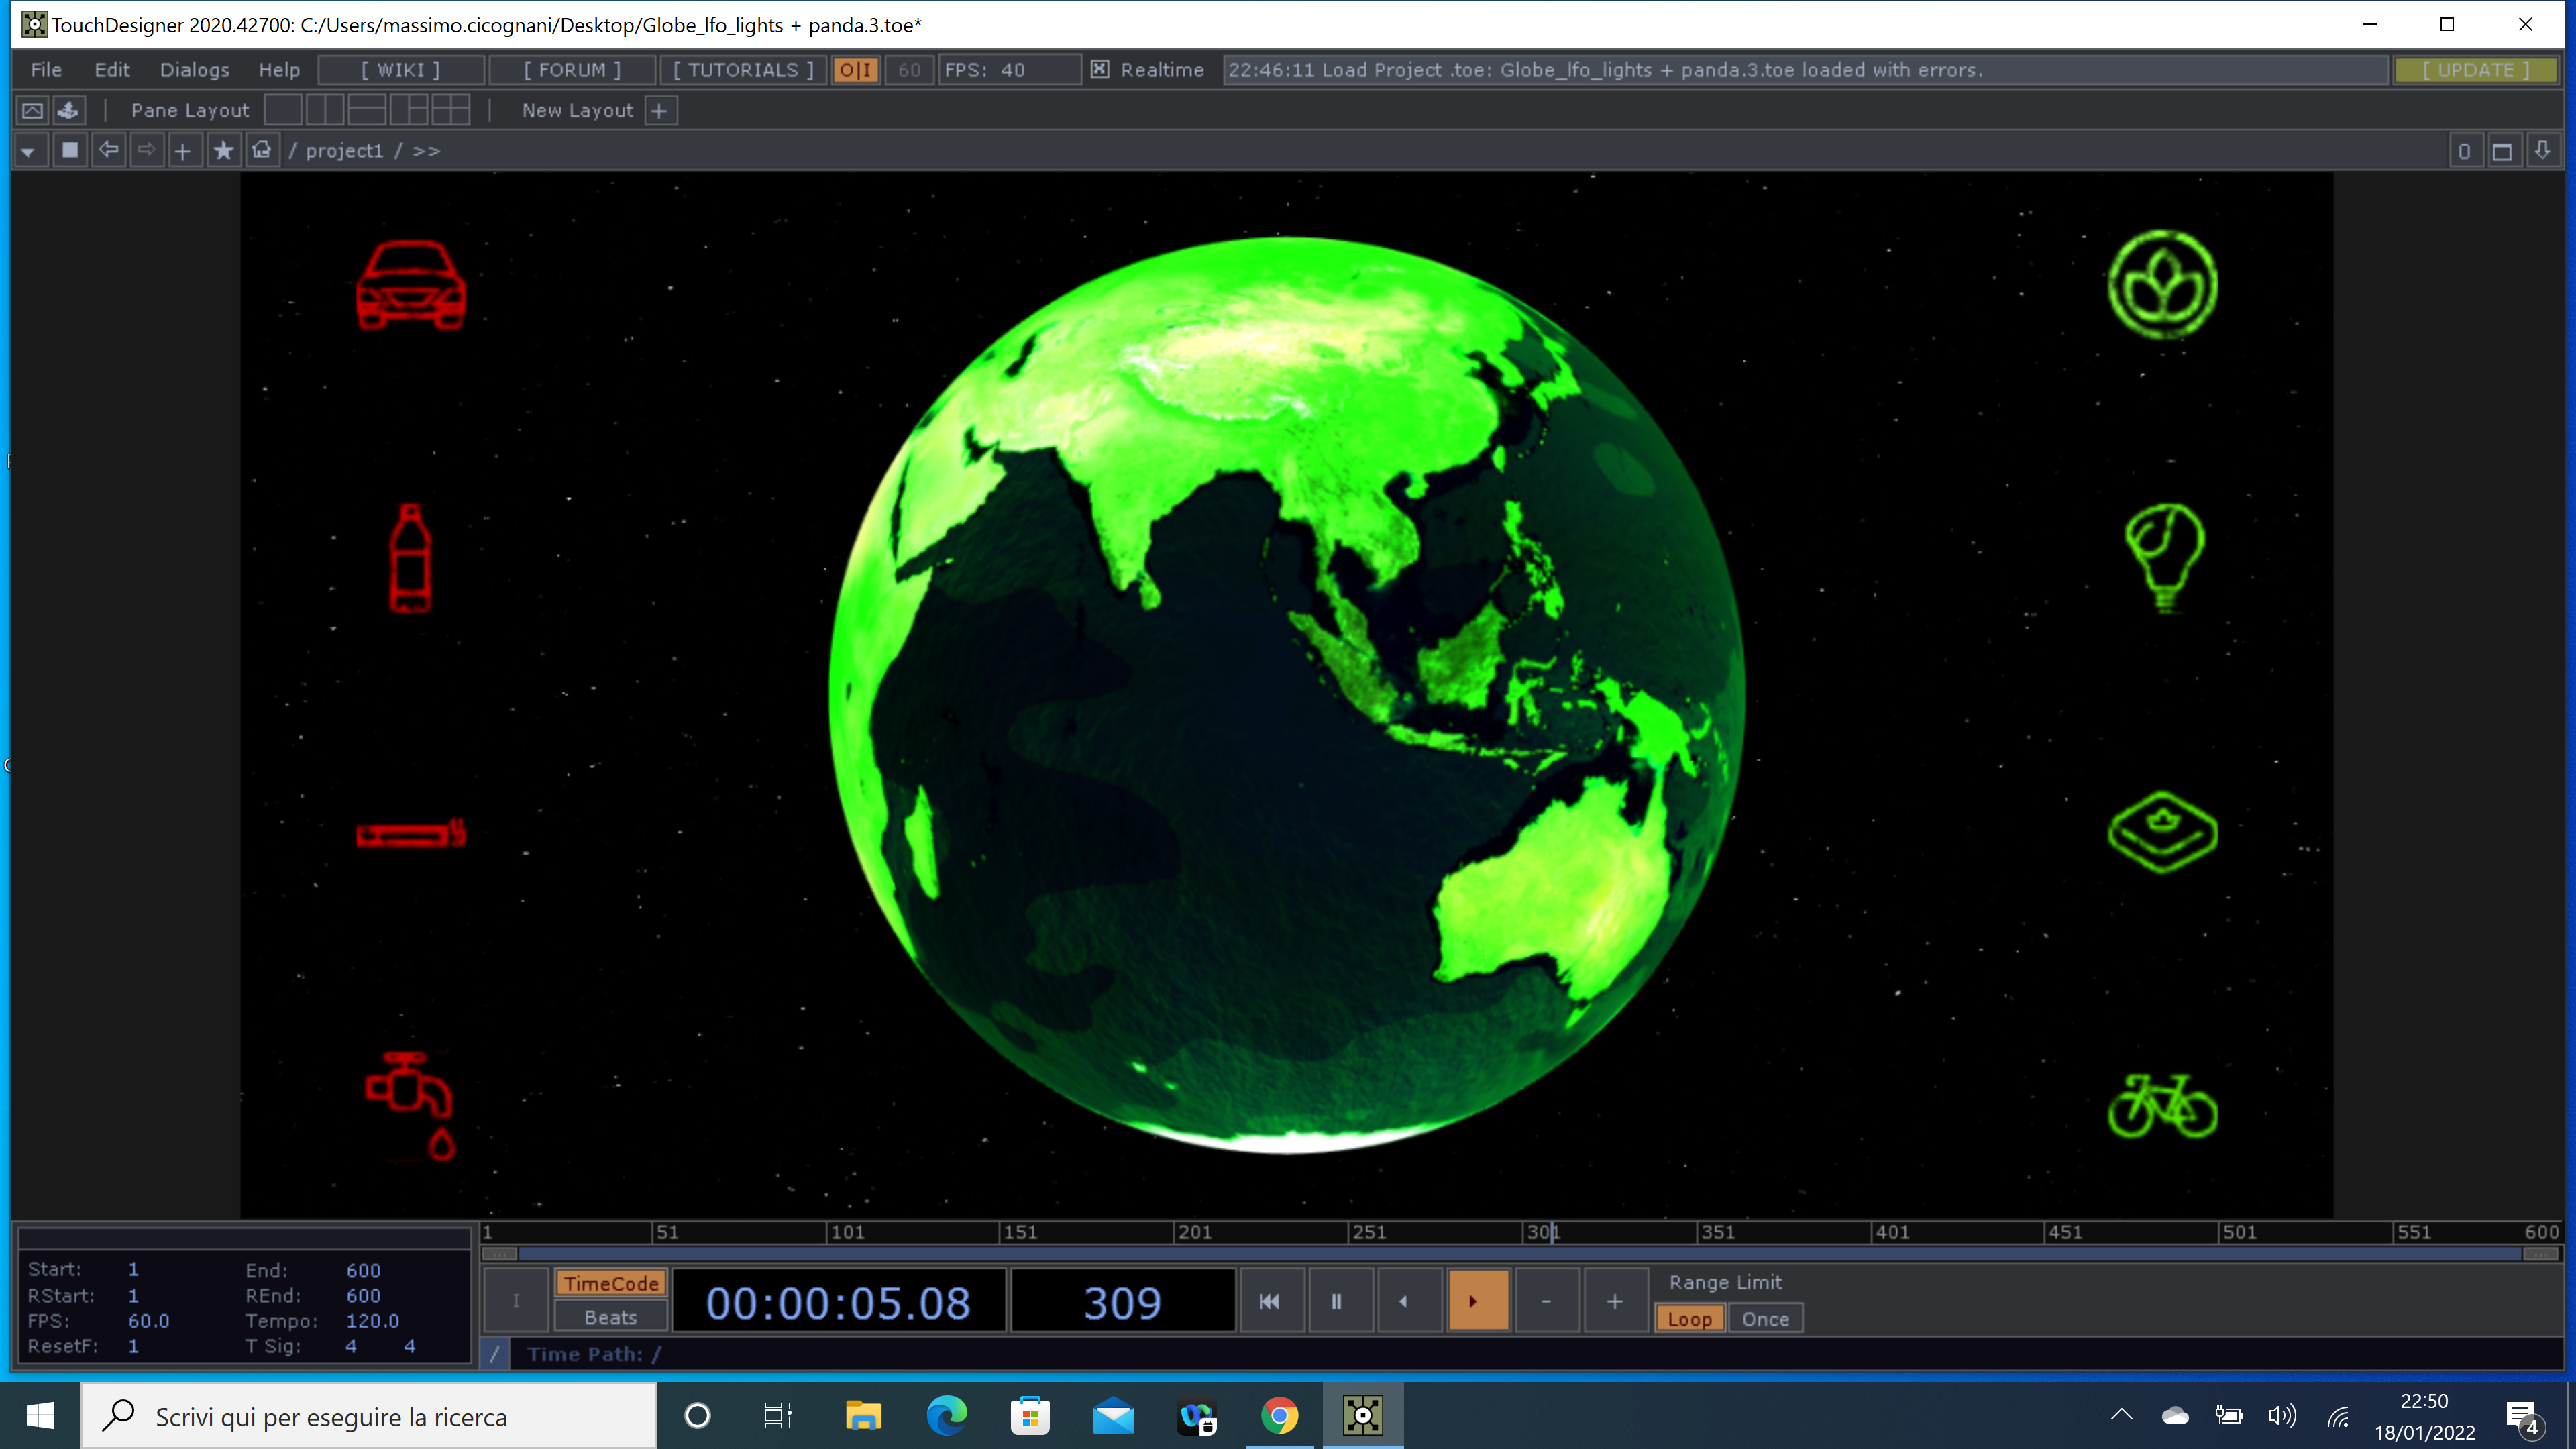 TouchDesigner 2020.42700: C:/Users/massimo.cicognani/Desktop/Globe_lfo_lights + panda.3.toe*
File Edit Dialogs Help [ WIKI ] [ FORUM ] [ TUTORIALS ] O|I 60 FPS: 40 Realtime 22:46:11 Load Project .toe: Globe_lfo_lights + panda.3.toe loaded with errors. [ UPDATE ]
Pane Layout New Layout +
/ project1 / >> 0
1 51 101 151 201 251 301 351 401 451 501 551 600
Start: 1 End: 600
RStart: 1 REnd: 600
FPS: 60.0 Tempo: 120.0
ResetF: 1 T Sig: 4 4
I TimeCode 00:00:05.08 309 - + Range Limit
Beats Loop Once
/ Time Path: /
Scrivi qui per eseguire la ricerca
22:50
18/01/2022
4